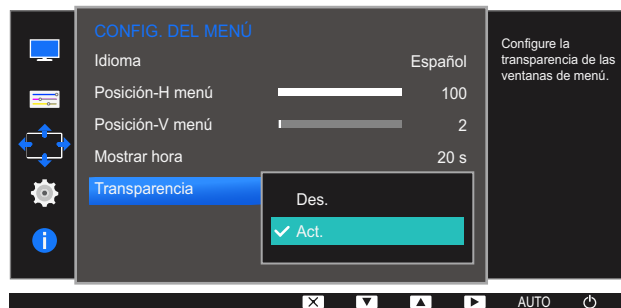 CONFIG. DEL MENÚ
Idioma Español
Posición-H menú 100
Posición-V menú 2
Mostrar hora 20 s
Transparencia
Des.
Act.
Configure la
transparencia de las
ventanas de menú.
AUTO